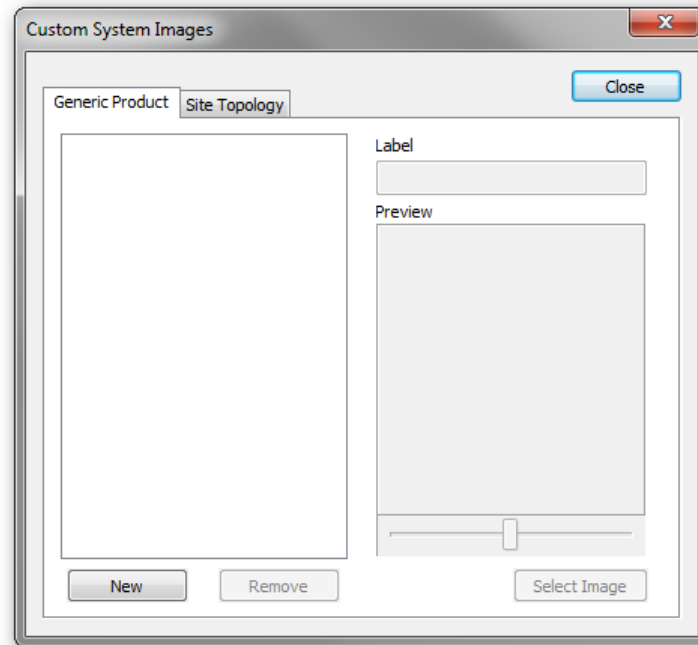 Custom System Images
Close
Generic Product
Site Topology
Label
Preview
New
Remove
Select Image